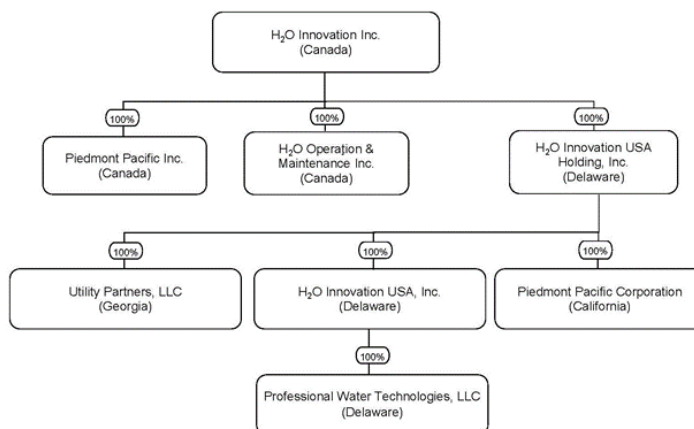 H₂O Innovation Inc.
(Canada)
100%
100%
100%
Piedmont Pacific Inc.
(Canada)
H₂O Operation &
Maintenance Inc.
(Canada)
H₂O Innovation USA
Holding, Inc.
(Delaware)
100%
100%
100%
Utility Partners, LLC
(Georgia)
H₂O Innovation USA, Inc.
(Delaware)
Piedmont Pacific Corporation
(California)
100%
Professional Water Technologies, LLC
(Delaware)